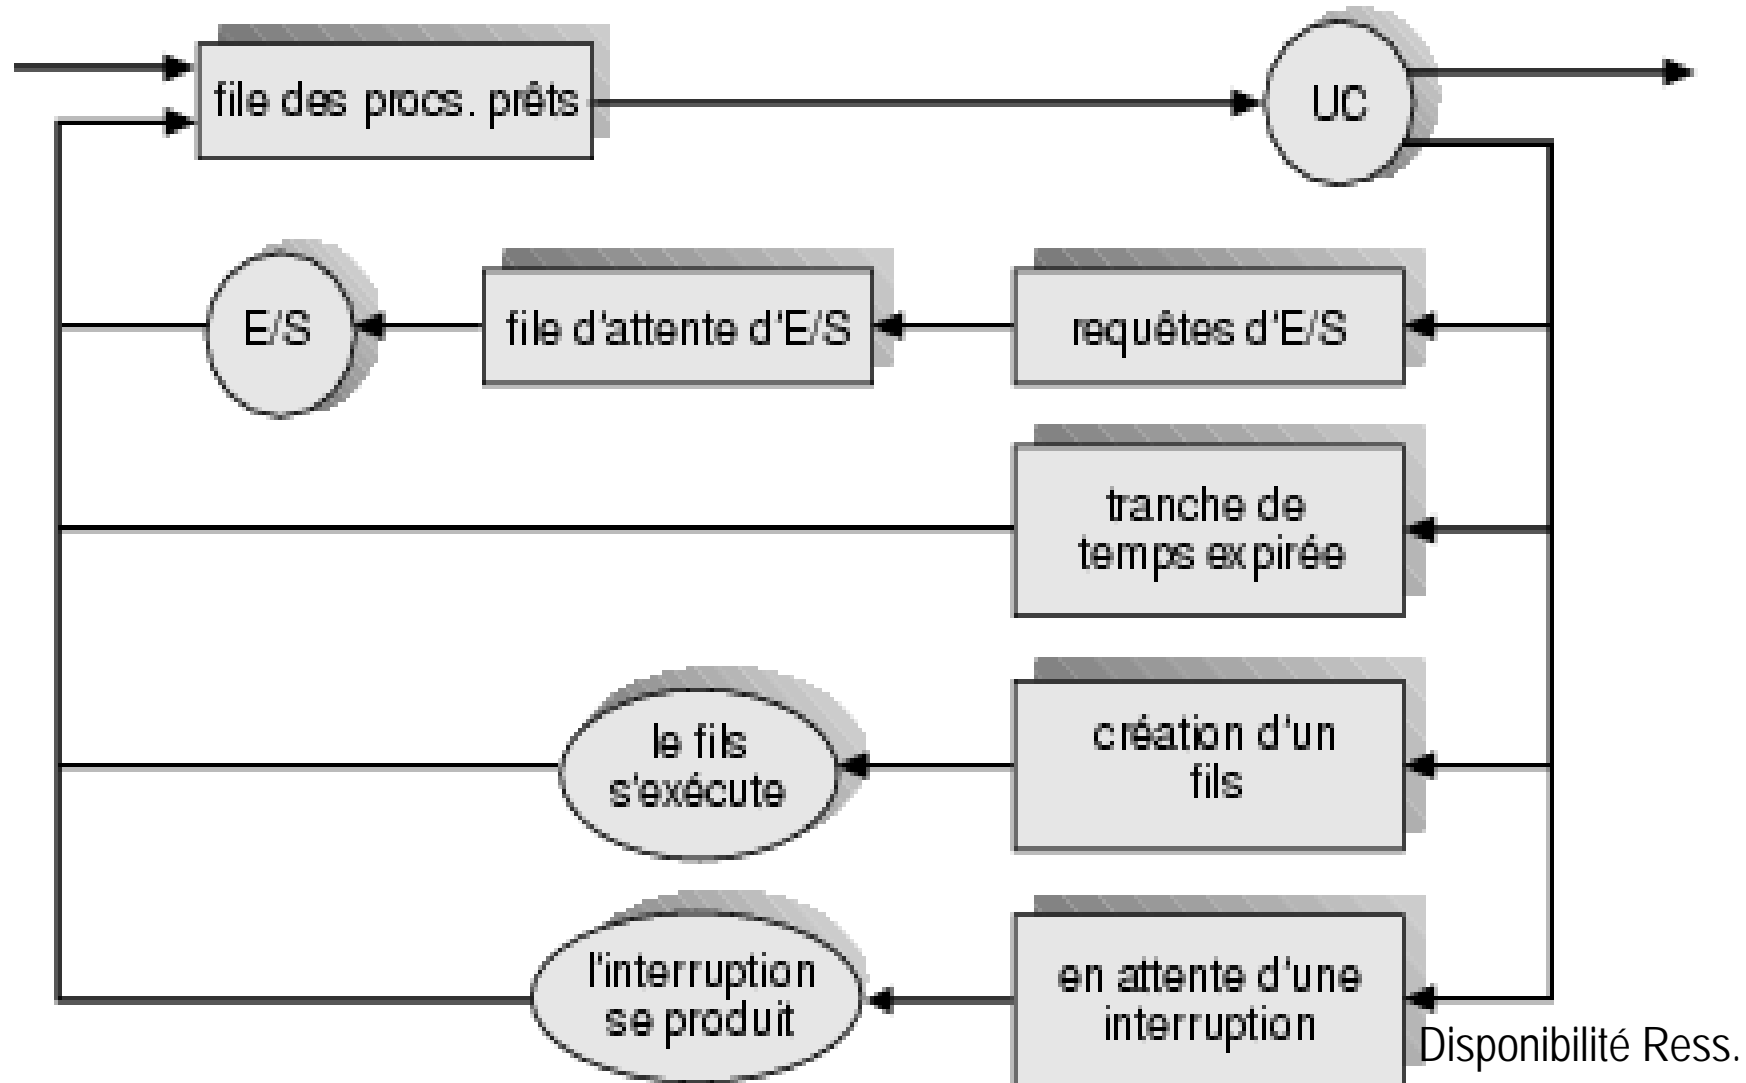 file des procs. prêts
UC
E/S
file d'attente d'E/S
requêtes d'E/S
tranche de
temps expirée
le fils
s'exécute
création d'un
fils
l'interruption
se produit
en attente d'une
interruption
Disponibilité Ress.